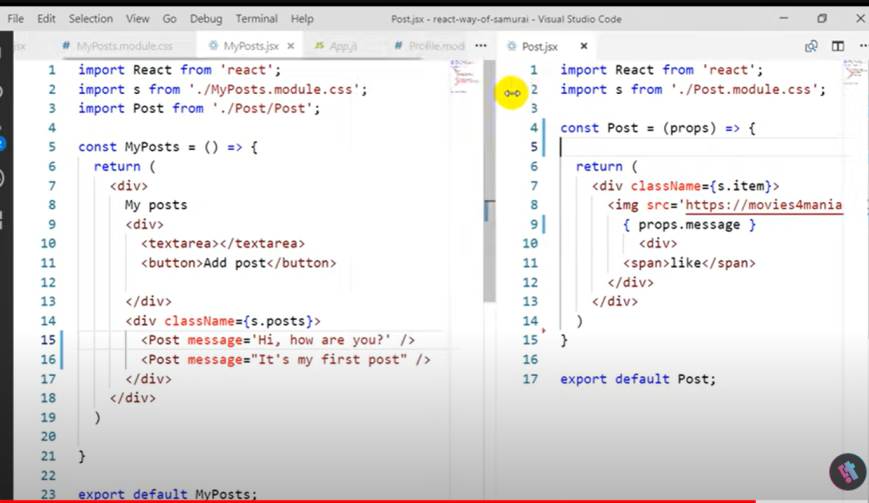 File Edit Selection View Go Debug Terminal Help Post.jsx - react-way-of-samurai - Visual Studio Code
jsx # MyPosts.module.css MyPosts.jsx × JS App.js # Profile.mod ••• Post.jsx ×
1 import React from 'react';
2 import s from './MyPosts.module.css';
3 import Post from './Post/Post';
4
5 const MyPosts = () => {
6 return (
7 <div>
8 My posts
9 <div>
10 <textarea></textarea>
11 <button>Add post</button>
12
13 </div>
14 <div className={s.posts}>
15 <Post message='Hi, how are you?' />
16 <Post message="It's my first post" />
17 </div>
18 </div>
19 )
20
21 }
22
23 export default MyPosts;
1 import React from 'react';
2 import s from './Post.module.css';
3
4 const Post = (props) => {
5
6 return (
7 <div className={s.item}>
8 <img src='https://movies4mania
9 { props.message }
10 <div>
11 <span>like</span>
12 </div>
13 </div>
14 )
15 }
16
17 export default Post;